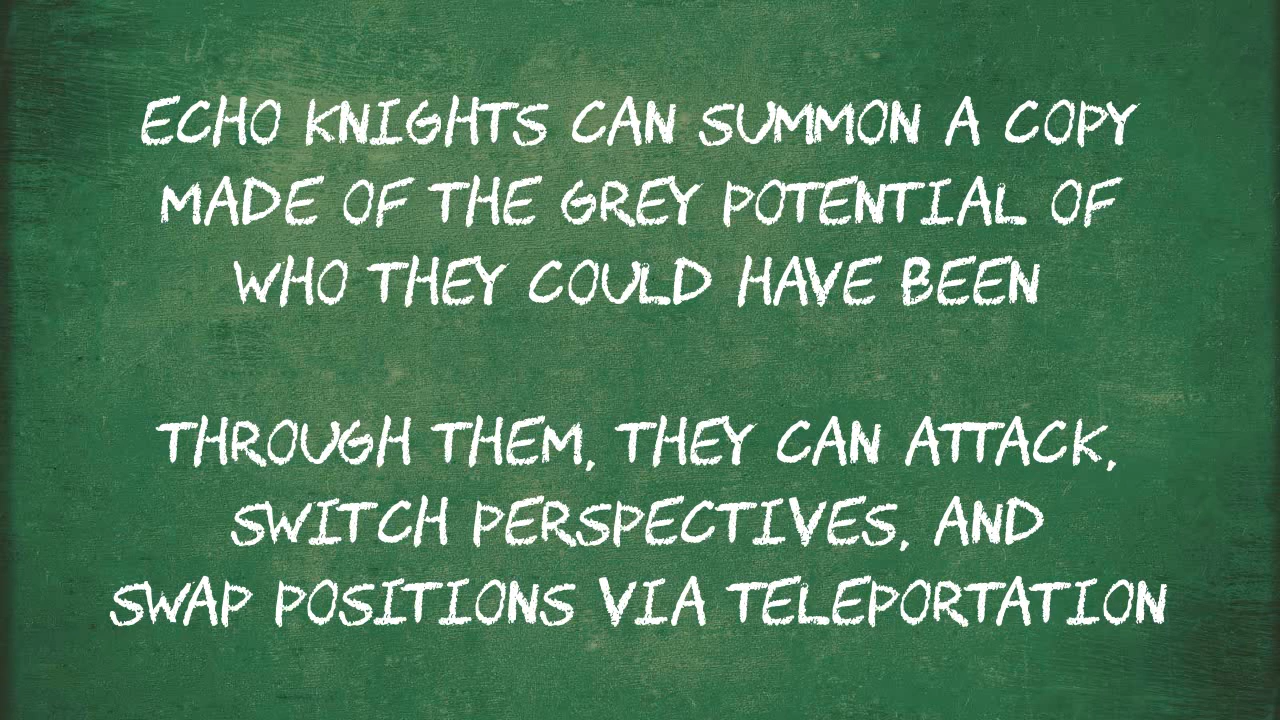 ECHO KNIGHTS CAN SUMMON A COPY
MADE OF THE GREY POTENTIAL OF
WHO THEY COULD HAVE BEEN
THROUGH THEM, THEY CAN ATTACK,
SWITCH PERSPECTIVES, AND
SWAP POSITIONS VIA TELEPORTATION